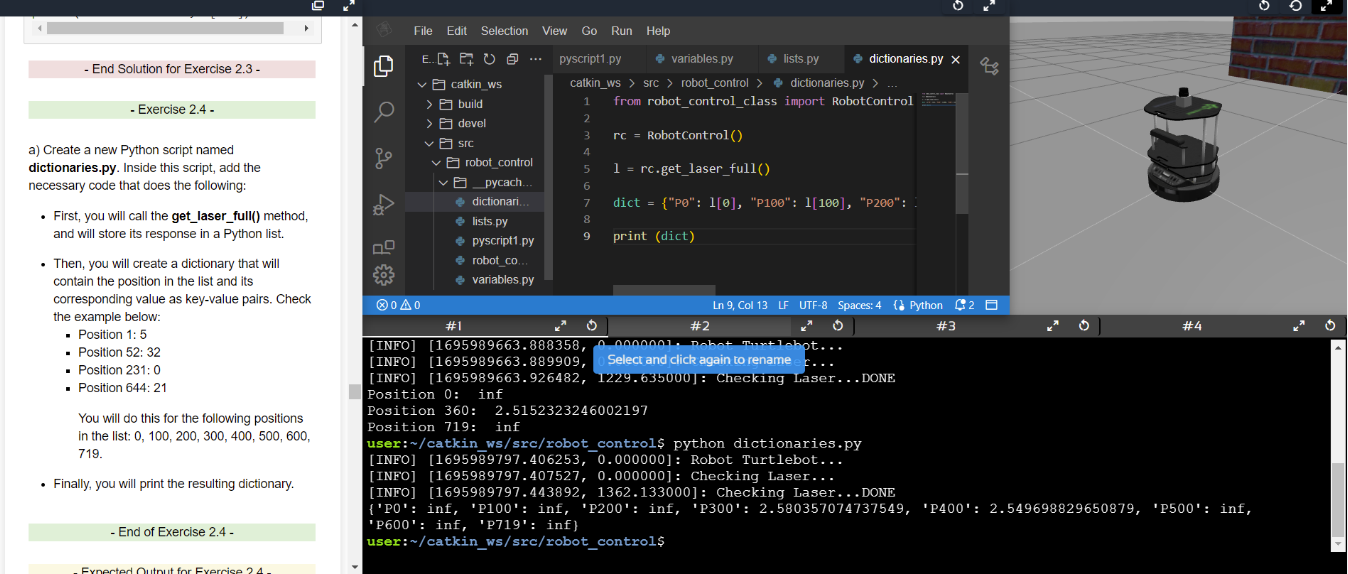 - End Solution for Exercise 2.3 -
- Exercise 2.4 -
a) Create a new Python script named
dictionaries.py. Inside this script, add the
necessary code that does the following:
First, you will call the get_laser_full() method,
and will store its response in a Python list.
Then, you will create a dictionary that will
contain the position in the list and its
corresponding value as key-value pairs. Check
the example below:
Position 1: 5
Position 52: 32
Position 231: 0
Position 644: 21
You will do this for the following positions
in the list: 0, 100, 200, 300, 400, 500, 600,
719.
Finally, you will print the resulting dictionary.
- End of Exercise 2.4 -
- Expected Output for Exercise 2.4 -
File Edit Selection View Go Run Help
E...
catkin_ws
build
devel
src
robot_control
__pycach...
dictionari...
lists.py
pyscript1.py
robot_co...
variables.py
pyscript1.py variables.py lists.py dictionaries.py
catkin_ws > src > robot_control > dictionaries.py > ...
1 from robot_control_class import RobotControl
2
3 rc = RobotControl()
4
5 l = rc.get_laser_full()
6
7 dict = {"P0": l[0], "P100": l[100], "P200":
8
9 print (dict)
0 0 Ln 9, Col 13 LF UTF-8 Spaces: 4 Python 2
#1 #2 #3 #4
[INFO] [1695989663.888358, 0.000000]: Robot Turtlebot...
[INFO] [1695989663.889909,
Select and click again to rename
[INFO] [1695989663.926482, 1229.635000]: Checking Laser...DONE
Position 0: inf
Position 360: 2.5152323246002197
Position 719: inf
user:~/catkin_ws/src/robot_control$ python dictionaries.py
[INFO] [1695989797.406253, 0.000000]: Robot Turtlebot...
[INFO] [1695989797.407527, 0.000000]: Checking Laser...
[INFO] [1695989797.443892, 1362.133000]: Checking Laser...DONE
{'P0': inf, 'P100': inf, 'P200': inf, 'P300': 2.580357074737549, 'P400': 2.549698829650879, 'P500': inf,
'P600': inf, 'P719': inf}
user:~/catkin_ws/src/robot_control$